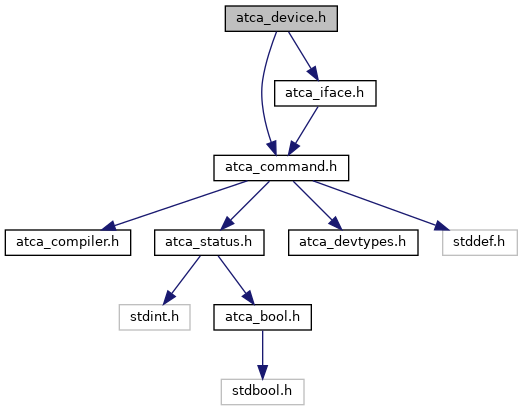 atca_device.h
atca_iface.h
atca_command.h
atca_compiler.h
atca_status.h
atca_devtypes.h
stddef.h
stdint.h
atca_bool.h
stdbool.h